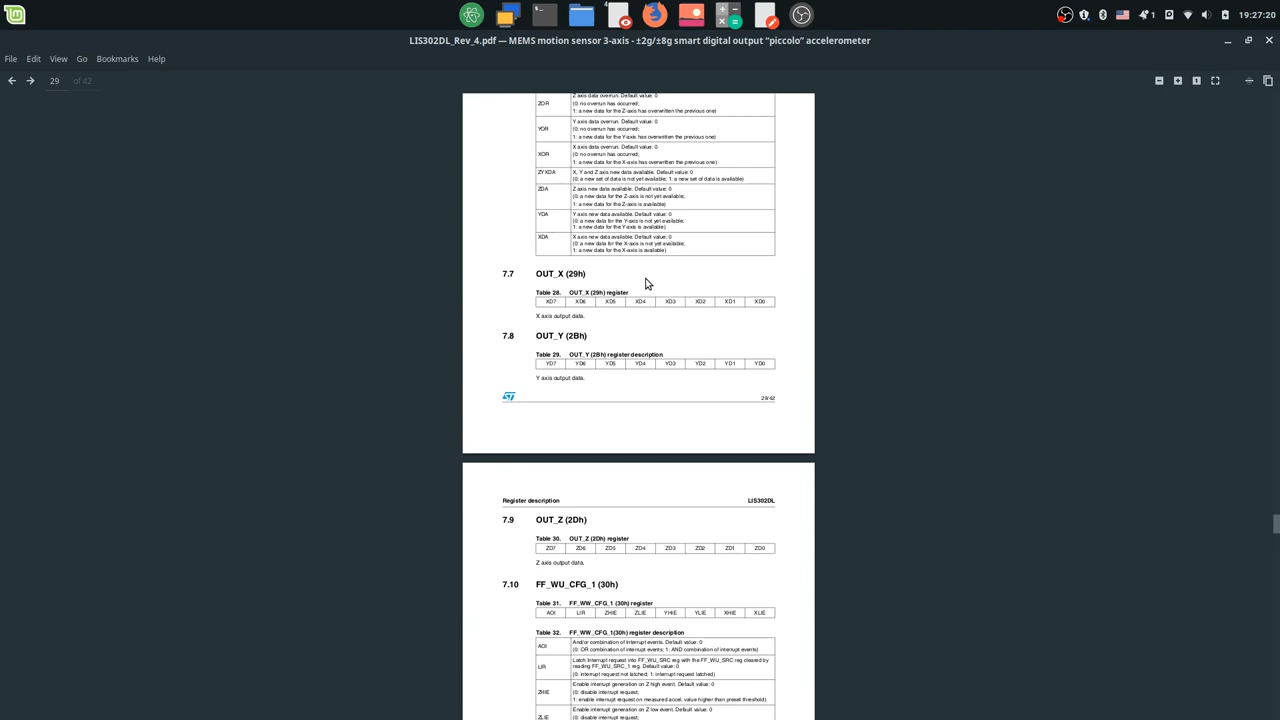 19:27:20
LIS302DL_Rev_4.pdf — MEMS motion sensor 3-axis - ±2g/±8g smart digital output “piccolo” accelerometer
File Edit View Go Bookmarks Help
29 of 42
Z axis data overrun. Default value: 0
ZOR (0: no overrun has occurred;
1: a new data for the Z-axis has overwritten the previous one)
Y axis data overrun. Default value: 0
YOR (0: no overrun has occurred;
1: a new data for the Y-axis has overwritten the previous one)
X axis data overrun. Default value: 0
XOR (0: no overrun has occurred;
1: a new data for the X-axis has overwritten the previous one)
ZYXDA X, Y and Z axis new data available. Default value: 0
(0: a new set of data is not yet available; 1: a new set of data is available)
ZDA Z axis new data available. Default value: 0
(0: a new data for the Z-axis is not yet available;
1: a new data for the Z-axis is available)
YDA Y axis new data available. Default value: 0
(0: a new data for the Y-axis is not yet available;
1: a new data for the Y-axis is available)
XDA X axis new data available. Default value: 0
(0: a new data for the X-axis is not yet available;
1: a new data for the X-axis is available)
7.7 OUT_X (29h)
Table 28. OUT_X (29h) register
XD7 XD6 XD5 XD4 XD3 XD2 XD1 XD0
X axis output data.
7.8 OUT_Y (2Bh)
Table 29. OUT_Y (2Bh) register description
YD7 YD6 YD5 YD4 YD3 YD2 YD1 YD0
Y axis output data.
ST 29/42
Register description LIS302DL
7.9 OUT_Z (2Dh)
Table 30. OUT_Z (2Dh) register
ZD7 ZD6 ZD5 ZD4 ZD3 ZD2 ZD1 ZD0
Z axis output data.
7.10 FF_WU_CFG_1 (30h)
Table 31. FF_WW_CFG_1 (30h) register
AOI LIR ZHIE ZLIE YHIE YLIE XHIE XLIE
Table 32. FF_WW_CFG_1(30h) register description
AOI And/or combination of Interrupt events. Default value: 0
(0: OR combination of interrupt events; 1: AND combination of interrupt events)
Latch Interrupt request into FF_WU_SRC reg with the FF_WU_SRC reg cleared by
LIR reading FF_WU_SRC_1 reg. Default value: 0
(0: interrupt request not latched; 1: interrupt request latched)
Enable interrupt generation on Z high event. Default value: 0
ZHIE (0: disable interrupt request;
1: enable interrupt request on measured accel. value higher than preset threshold)
Enable interrupt generation on Z low event. Default value: 0
ZLIE (0: disable interrupt request;